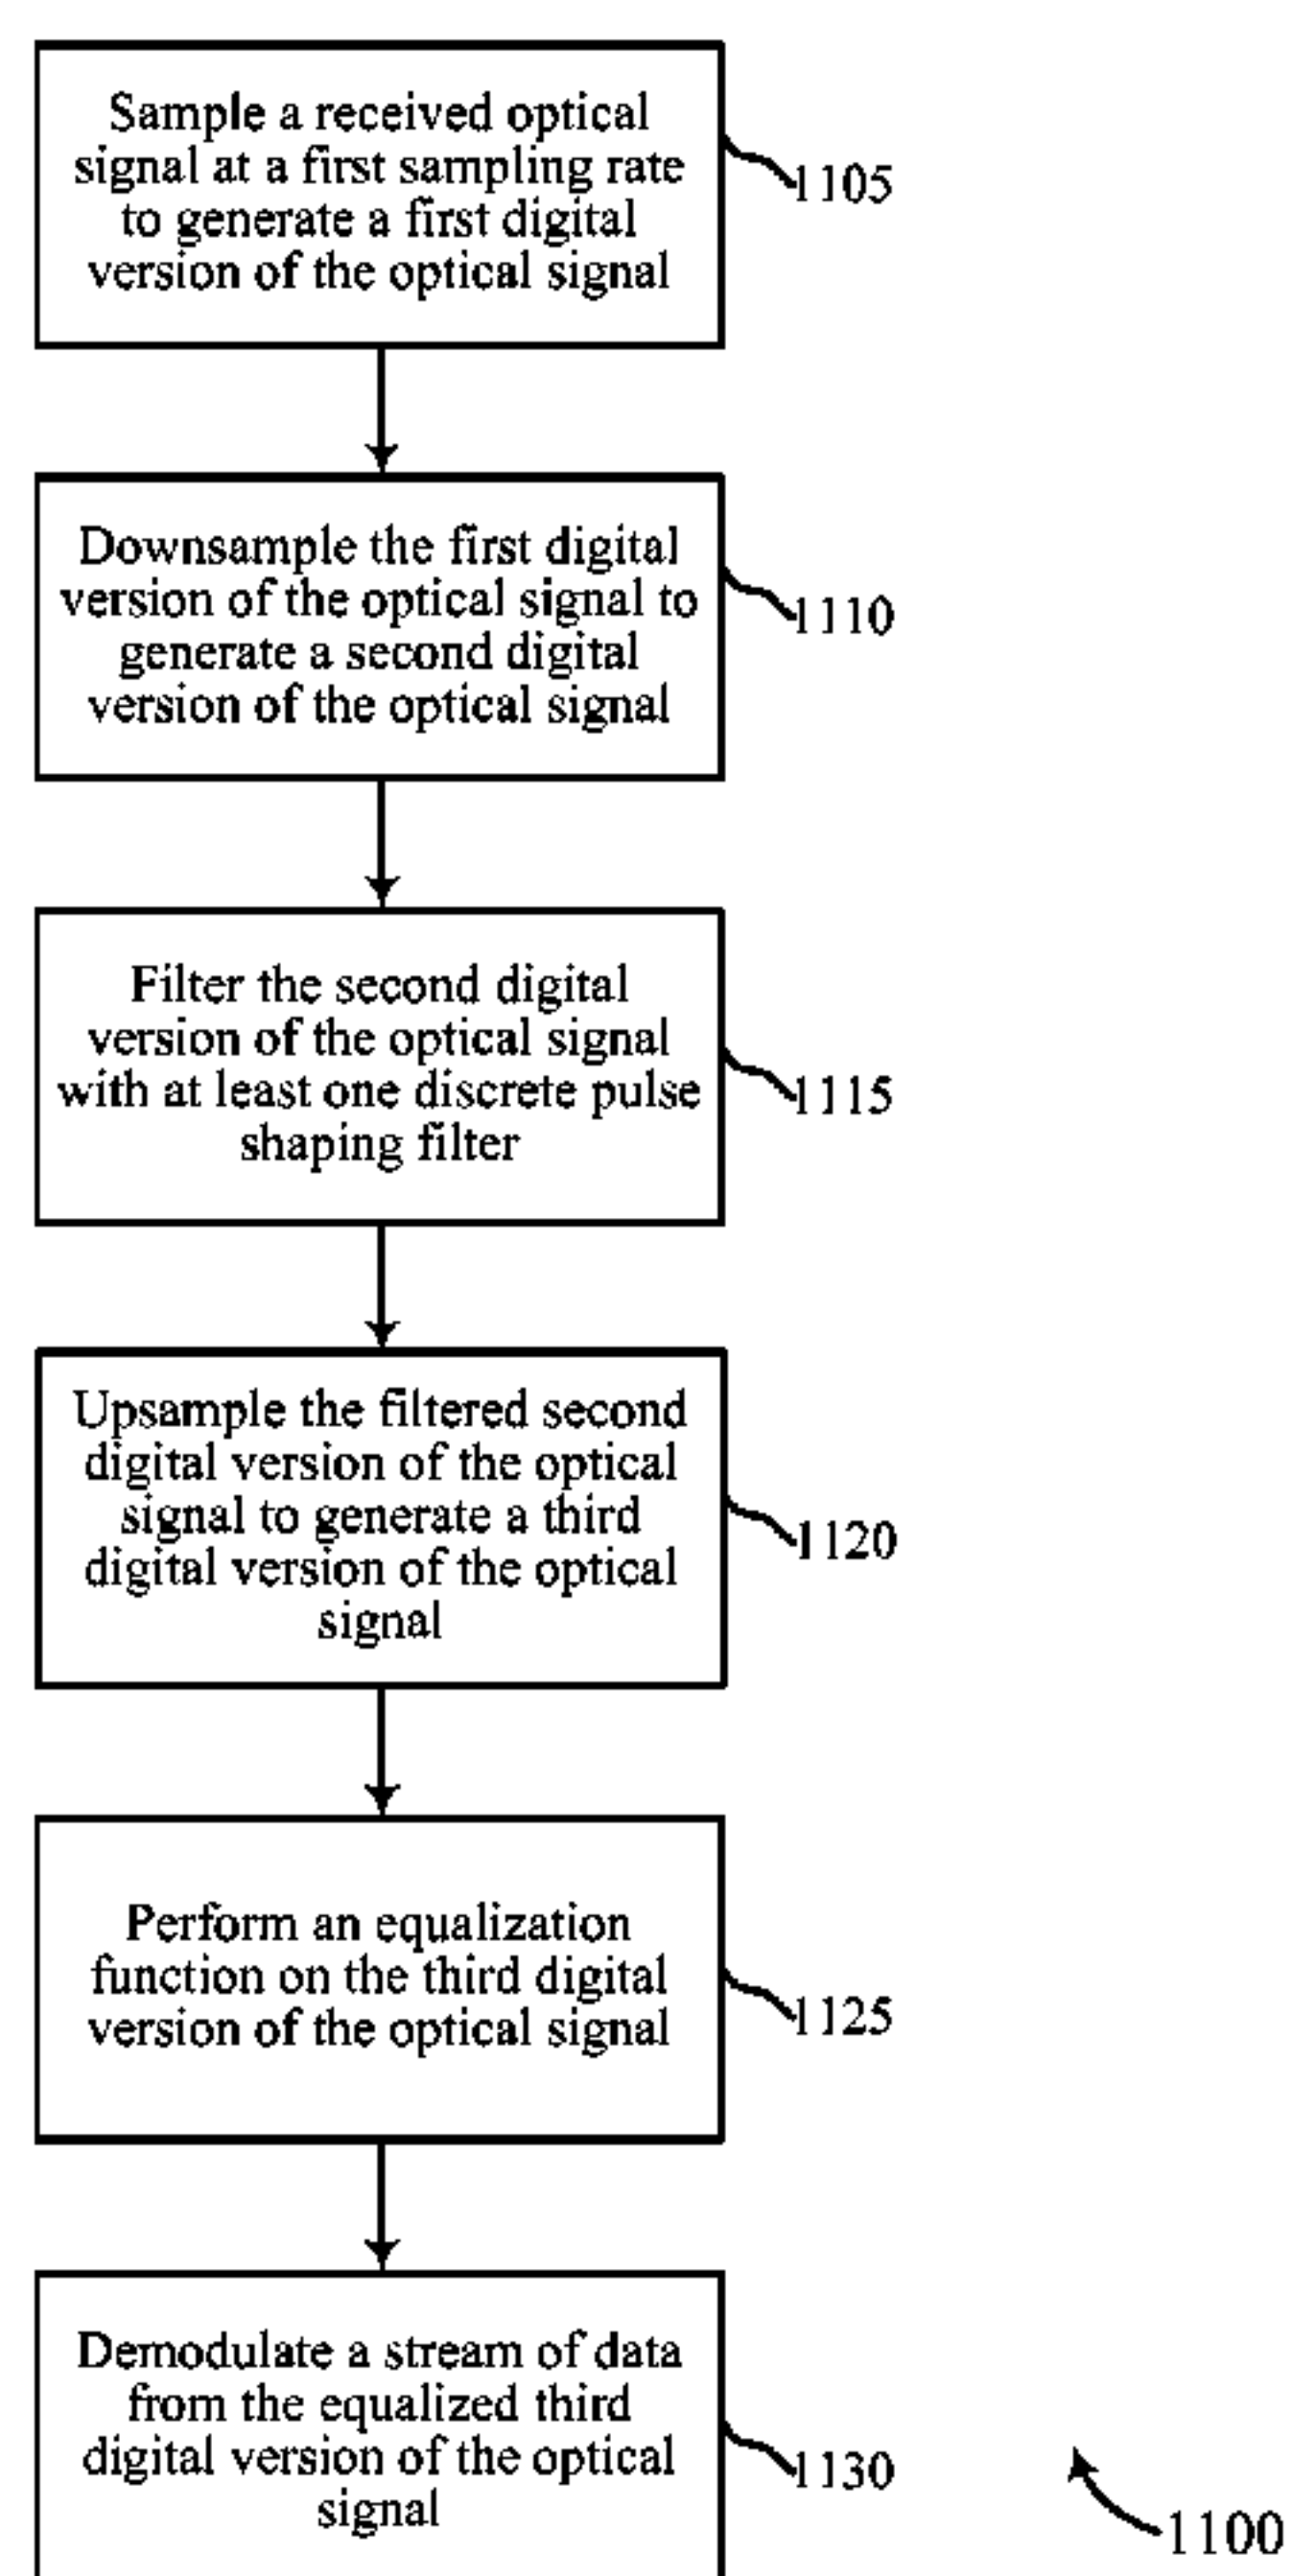 Sample a received optical
signal at a first sampling rate
to generate a first digital
version of the optical signal
1105
Downsample the first digital
version of the optical signal to
generate a second digital
version of the optical signal
1110
Filter the second digital
version of the optical signal
with at least one discrete pulse
shaping filter
1115
Upsample the filtered second
digital version of the optical
signal to generate a third
digital version of the optical
signal
1120
Perform an equalization
function on the third digital
version of the optical signal
1125
Demodulate a stream of data
from the equalized third
digital version of the optical
signal
1130
1100